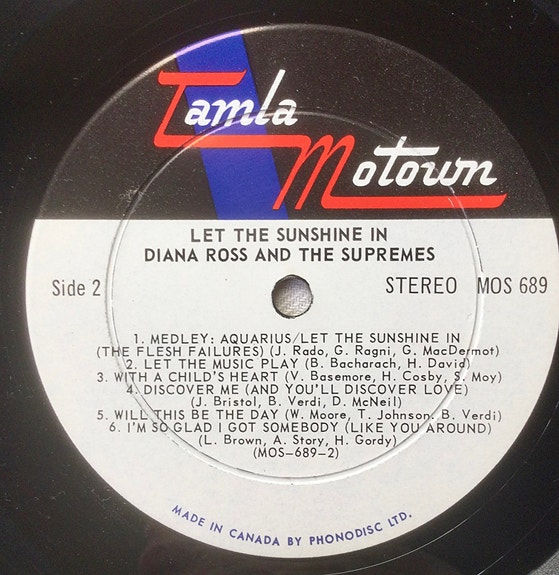 Tamla
Motown
LET THE SUNSHINE IN
DIANA ROSS AND THE SUPREMES
Side 2
STEREO MOS 689
1. MEDLEY: AQUARIUS/LET THE SUNSHINE IN
(THE FLESH FAILURES) (J. Rado, G. Ragni, G. MacDermot)
2. LET THE MUSIC PLAY (B. Bacharach, H. David)
3. WITH A CHILD'S HEART (V. Basemore, H. Cosby, S. Moy)
4. DISCOVER ME (AND YOU'LL DISCOVER LOVE)
(J. Bristol, B. Verdi, D. McNeil)
5. WILL THIS BE THE DAY (W. Moore, T. Johnson, B. Verdi)
6. I'M SO GLAD I GOT SOMEBODY (LIKE YOU AROUND)
(L. Brown, A. Story, H. Gordy)
(MOS-689-2)
MADE IN CANADA BY PHONODISC LTD.